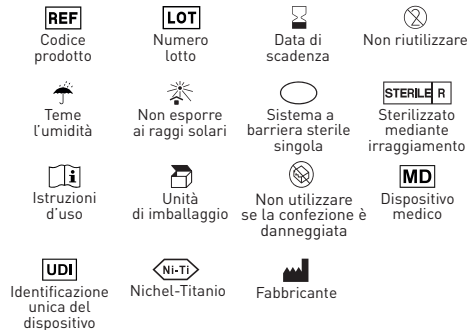 REF
Codice
prodotto
LOT
Numero
lotto
Data di
scadenza
2
Non riutilizzare
Teme
l'umidità
Non esporre
ai raggi solari
Sistema a
barriera sterile
singola
STERILE R
Sterilizzato
mediante
irraggiamento
i
Istruzioni
d'uso
Unità
di imballaggio
Non utilizzare
se la confezione è
danneggiata
MD
Dispositivo
medico
UDI
Identificazione
unica del
dispositivo
Ni-Ti
Nichel-Titanio
Fabbricante